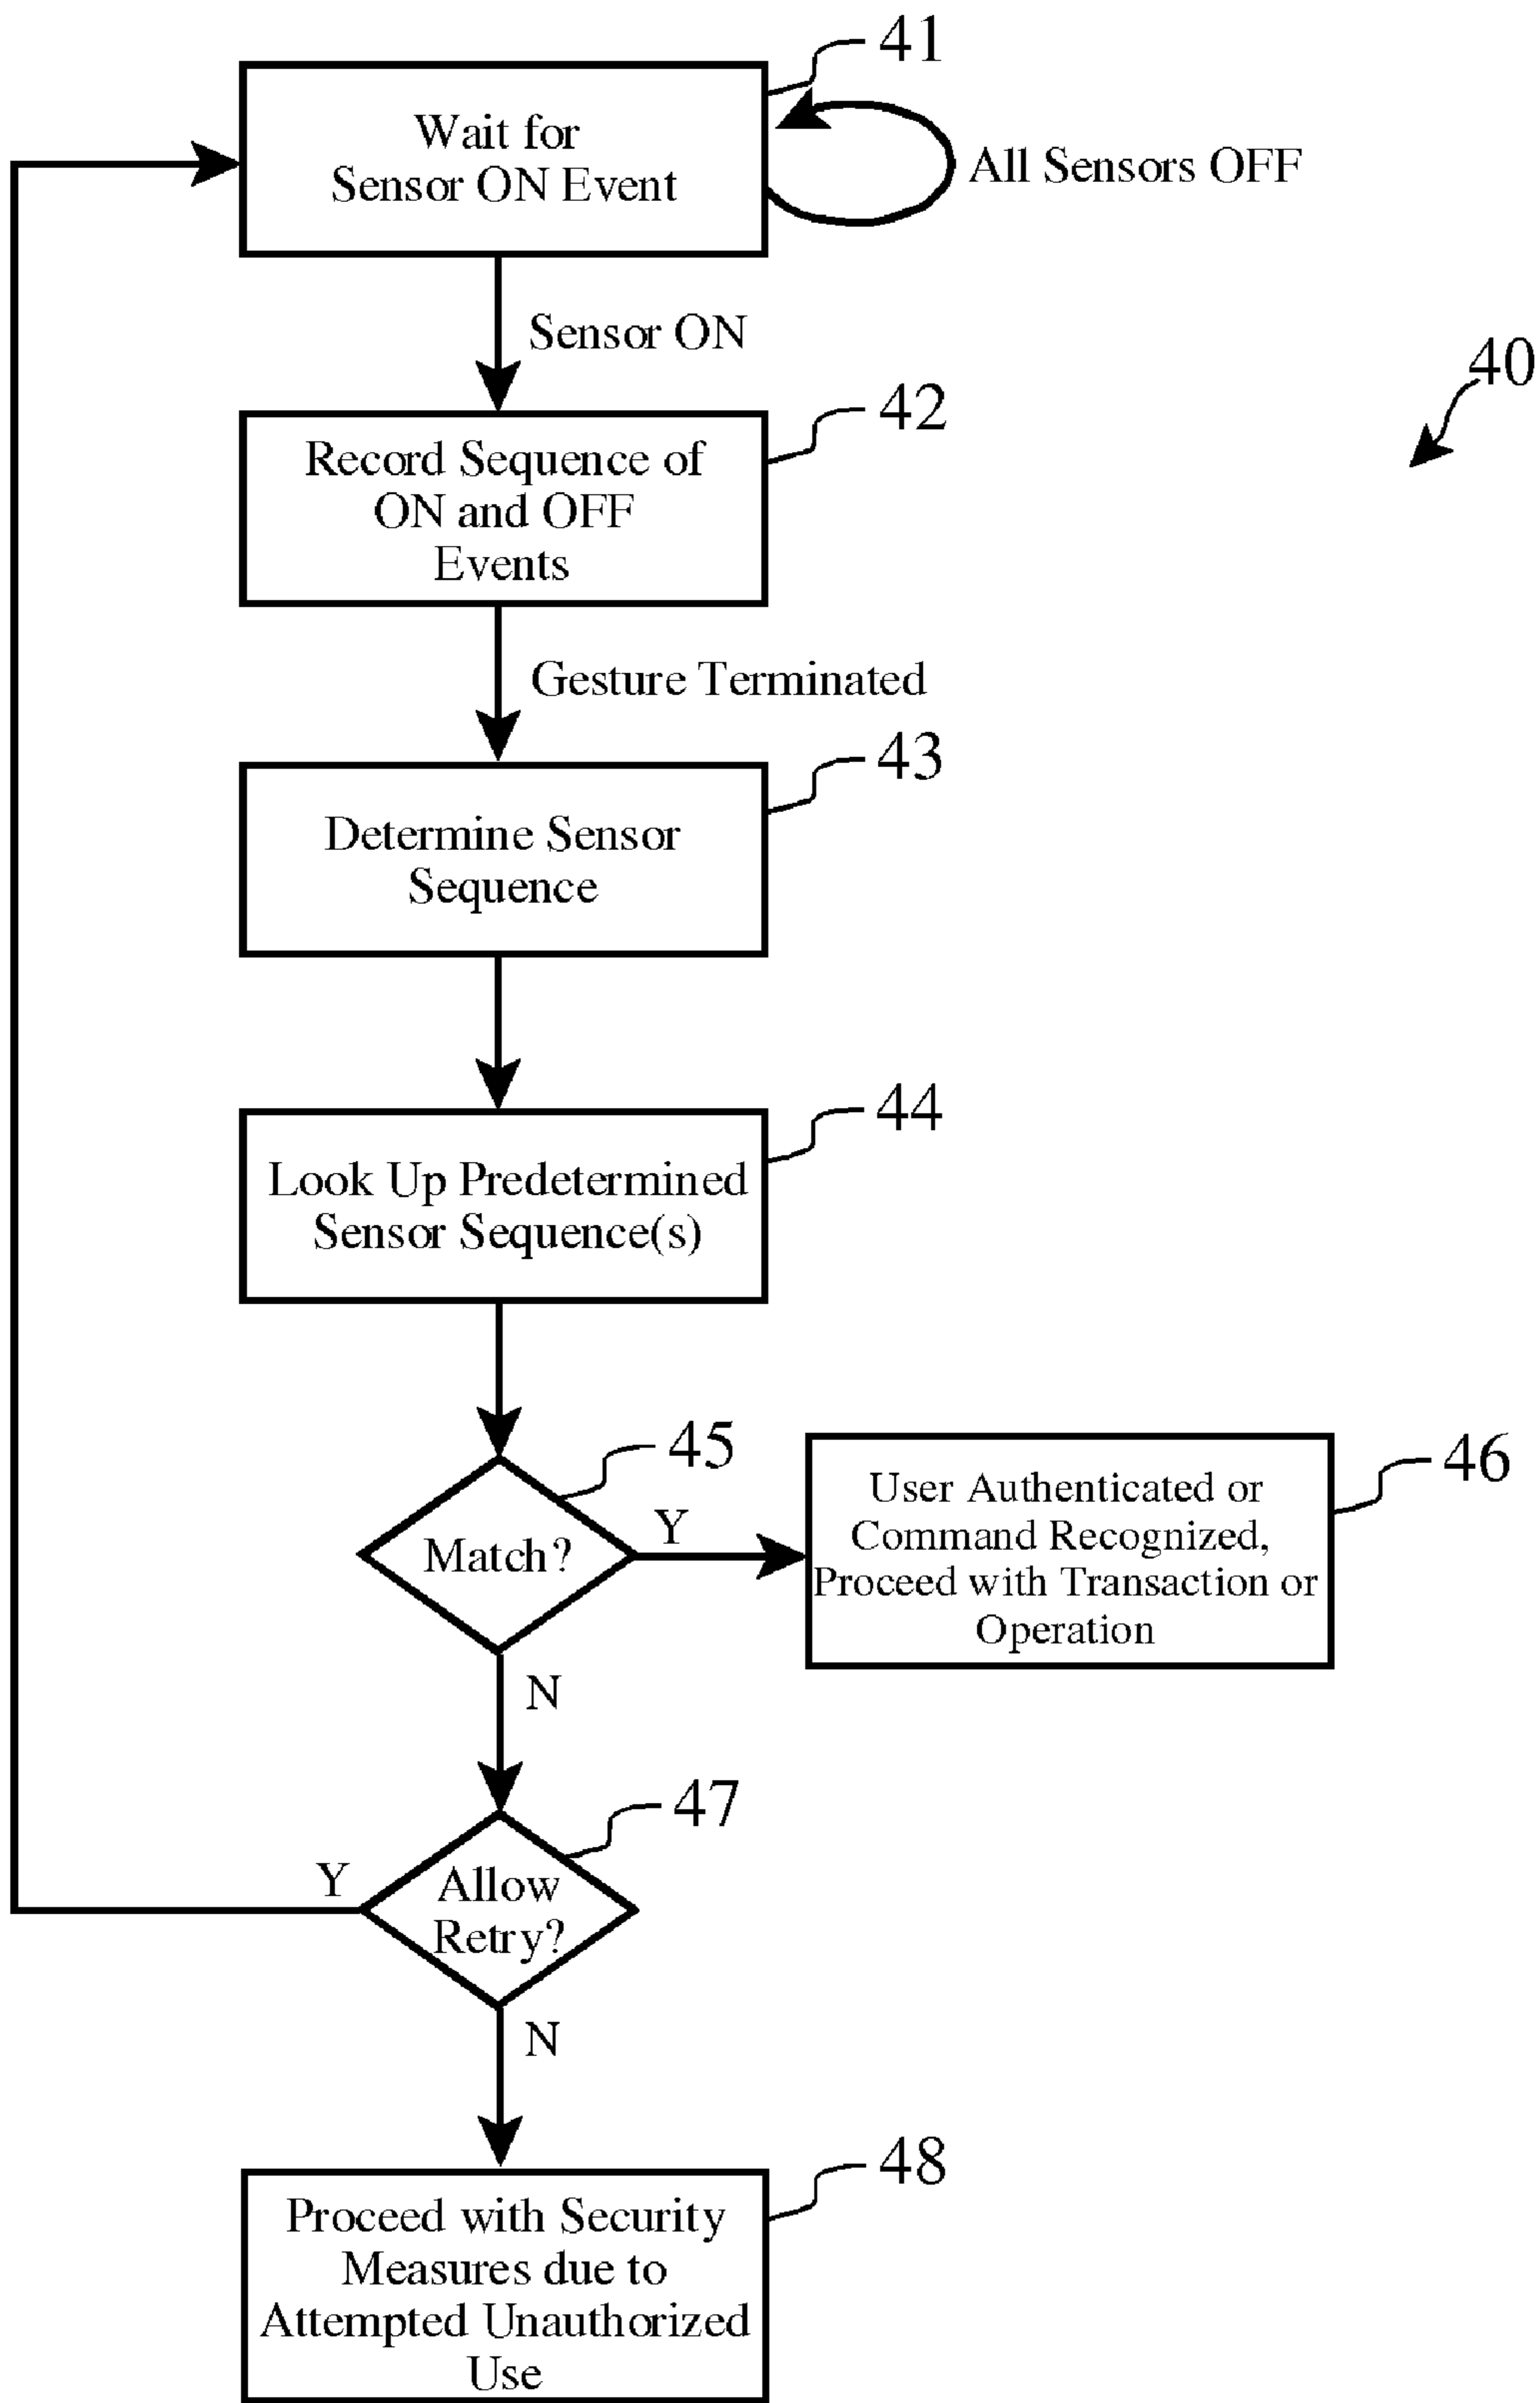 41
Wait for
Sensor ON Event
All Sensors OFF
Sensor ON
40
42
Record Sequence of
ON and OFF
Events
Gesture Terminated
43
Determine Sensor
Sequence
44
Look Up Predetermined
Sensor Sequence(s)
45
Match?
Y
46
User Authenticated or
Command Recognized,
Proceed with Transaction or
Operation
N
47
Y
Allow
Retry?
N
48
Proceed with Security
Measures due to
Attempted Unauthorized
Use